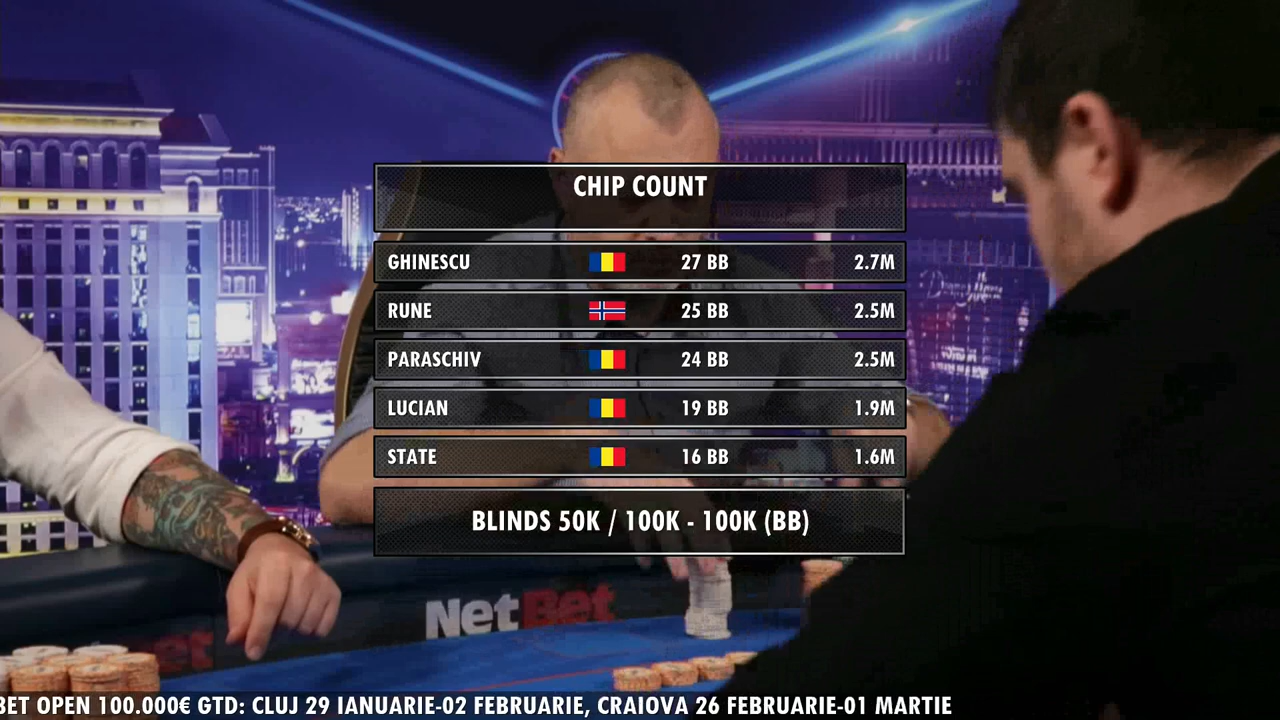 CHIP COUNT
GHINESCU 27 BB 2.7M
RUNE 25 BB 2.5M
PARASCHIV 24 BB 2.5M
LUCIAN 19 BB 1.9M
STATE 16 BB 1.6M
BLINDS 50K / 100K - 100K (BB)
NetBet
et
BET OPEN 100.000€ GTD: CLUJ 29 IANUARIE-02 FEBRUARIE, CRAIOVA 26 FEBRUARIE-01 MARTIE